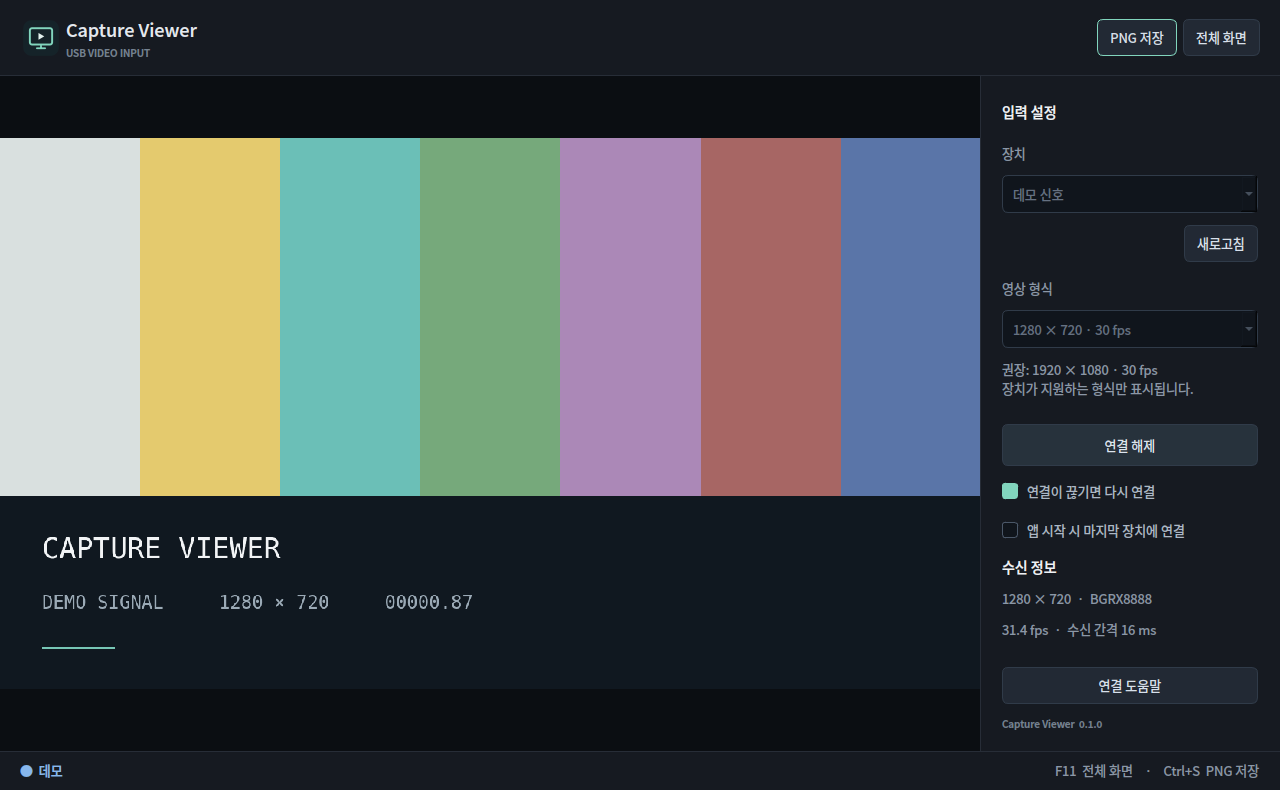 Capture Viewer
USB VIDEO INPUT
PNG 저장
전체 화면
CAPTURE VIEWER
DEMO SIGNAL 1280 × 720 00000.87
입력 설정
장치
데모 신호
새로고침
영상 형식
1280 × 720 · 30 fps
권장: 1920 × 1080 · 30 fps
장치가 지원하는 형식만 표시됩니다.
연결 해제
연결이 끊기면 다시 연결
앱 시작 시 마지막 장치에 연결
수신 정보
1280 × 720 · BGRX8888
31.4 fps · 수신 간격 16 ms
연결 도움말
Capture Viewer 0.1.0
데모
F11 전체 화면 · Ctrl+S PNG 저장